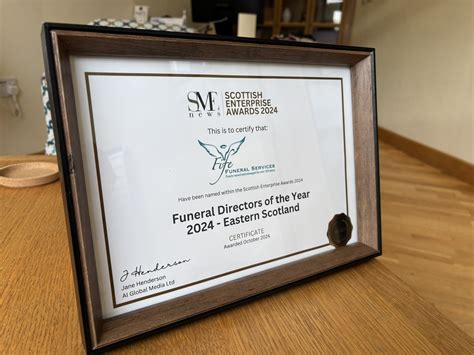 SME
news
SCOTTISH
ENTERPRISE
AWARDS 2024
This is to certify that:
Fife
FUNERAL SERVICES
Have been named within the Scottish Enterprise Awards 2024
Funeral Directors of the Year
2024 - Eastern Scotland
CERTIFICATE
Awarded October 2024
J Henderson
Jane Henderson
AI Global Media Ltd